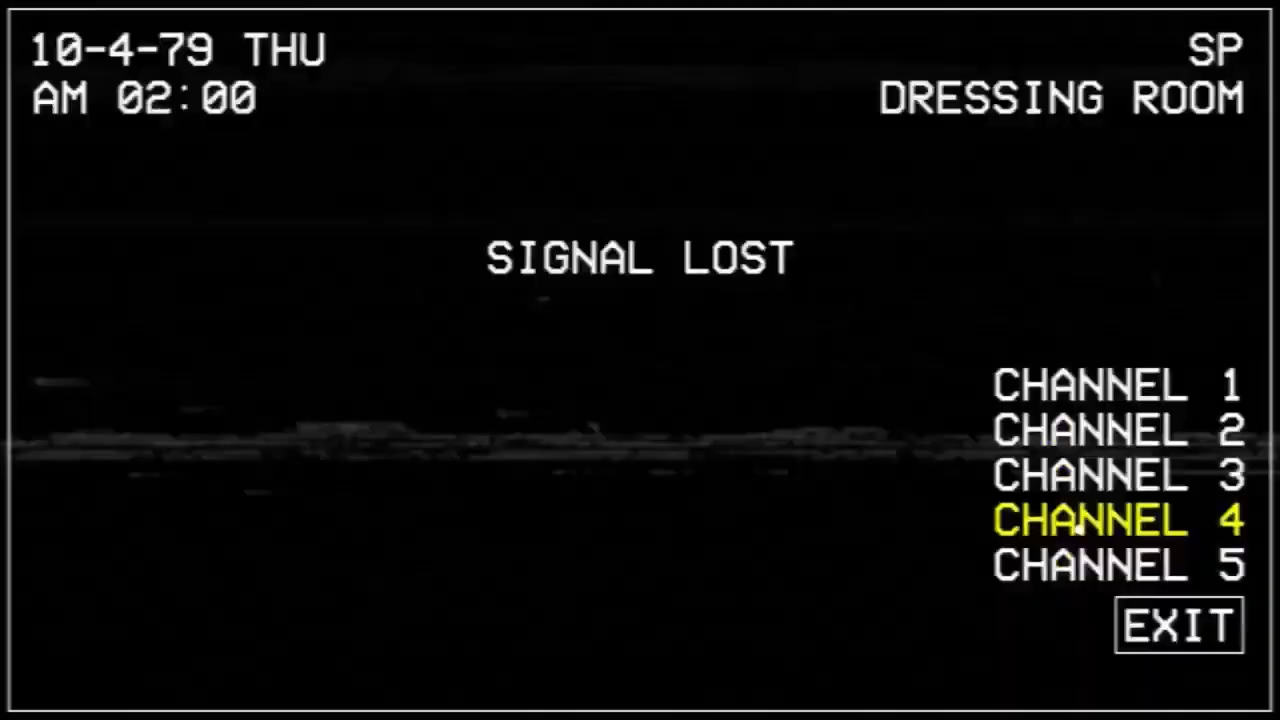 10-4-79 THU
AM 02:00
SP
DRESSING ROOM
SIGNAL LOST
CHANNEL 1
CHANNEL 2
CHANNEL 3
CHANNEL 4
CHANNEL 5
EXIT